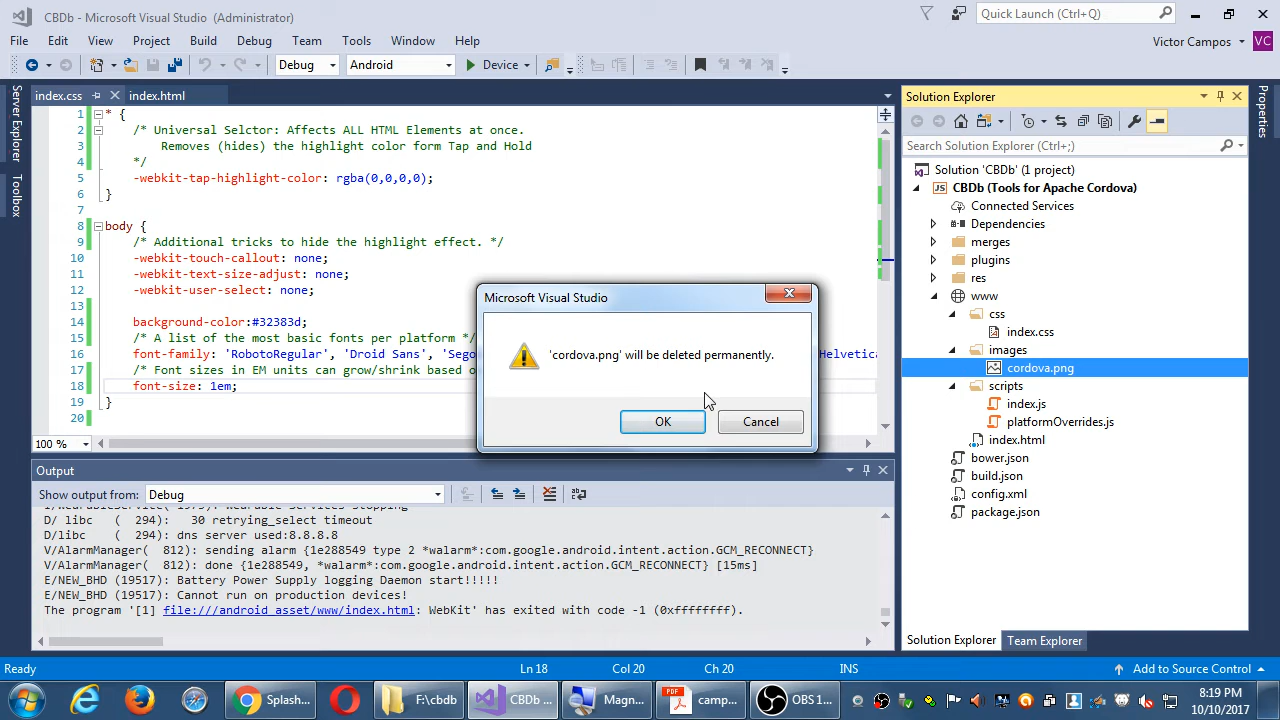 CBDb - Microsoft Visual Studio (Administrator)
Quick Launch (Ctrl+Q)
File Edit View Project Build Debug Team Tools Window Help
Victor Campos VC
Debug Android Device
index.css index.html
Server Explorer
Toolbox
1 * {
2 /* Universal Selctor: Affects ALL HTML Elements at once.
3 Removes (hides) the highlight color form Tap and Hold
4 */
5 -webkit-tap-highlight-color: rgba(0,0,0,0);
6 }
7
8 body {
9 /* Additional tricks to hide the highlight effect. */
10 -webkit-touch-callout: none;
11 -webkit-text-size-adjust: none;
12 -webkit-user-select: none;
13
14 background-color:#32383d;
15 /* A list of the most basic fonts per platform */
16 font-family: 'RobotoRegular', 'Droid Sans', 'Sego Helvetic
17 /* Font sizes in EM units can grow/shrink based o
18 font-size: 1em;
19 }
20
100 %
Microsoft Visual Studio
'cordova.png' will be deleted permanently.
OK Cancel
Output
Show output from: Debug
D/ libc ( 294): 30 retrying_select timeout
D/libc ( 294): dns server used:8.8.8.8
V/AlarmManager( 812): sending alarm {1e288549 type 2 *walarm*:com.google.android.intent.action.GCM_RECONNECT}
V/AlarmManager( 812): done {1e288549, *walarm*:com.google.android.intent.action.GCM_RECONNECT} [15ms]
E/NEW_BHD (19517): Battery Power Supply logging Daemon start!!!!!
E/NEW_BHD (19517): Cannot run on production devices!
The program '[1] file:///android_asset/www/index.html: WebKit' has exited with code -1 (0xffffffff).
Solution Explorer
Search Solution Explorer (Ctrl+;)
Solution 'CBDb' (1 project)
JS CBDb (Tools for Apache Cordova)
Connected Services
Dependencies
merges
plugins
res
www
css
index.css
images
cordova.png
scripts
index.js
platformOverrides.js
index.html
bower.json
build.json
config.xml
package.json
Solution Explorer Team Explorer
Properties
Ready Ln 18 Col 20 Ch 20 INS Add to Source Control
Splash... F:\cbdb CBDb ... Magn... PDF camp... OBS 1...
8:19 PM
10/10/2017